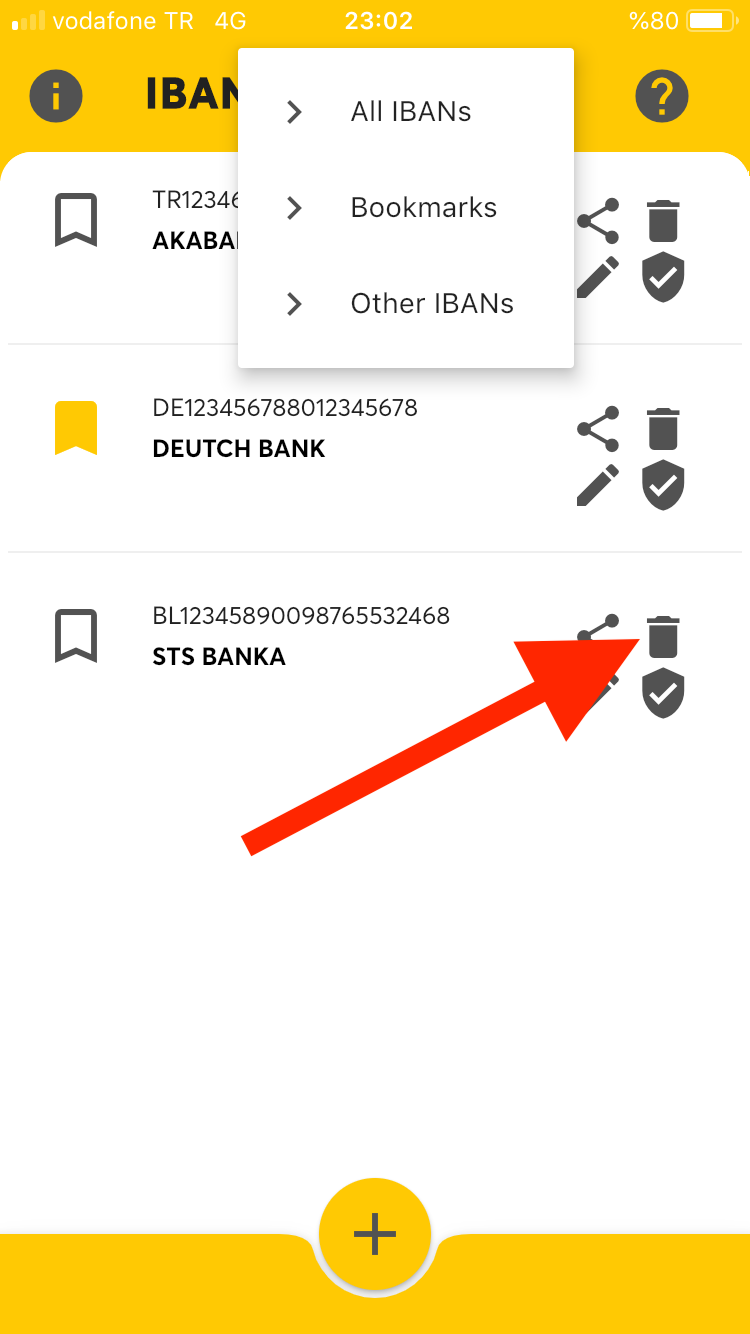 vodafone TR 4G 23:02 %80
IBAN
All IBANs
Bookmarks
Other IBANs
TR1234
AKABA
DE123456788012345678
DEUTCH BANK
BL12345890098765532468
STS BANKA